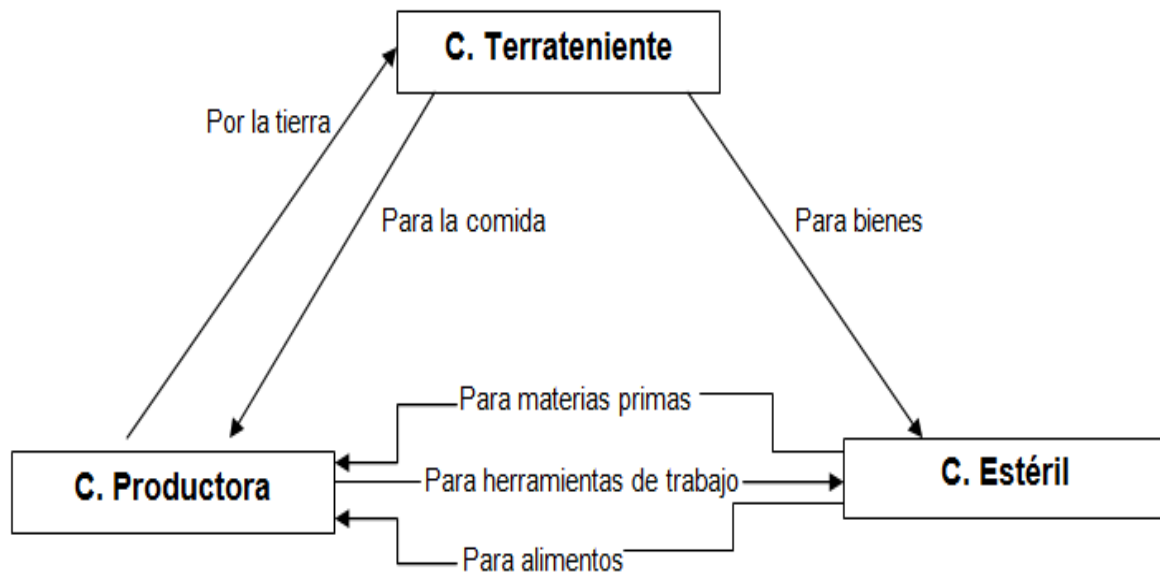 C. Terrateniente
Por la tierra
Para la comida
Para bienes
Para materias primas
C. Productora
Para herramientas de trabajo
C. Estéril
Para alimentos